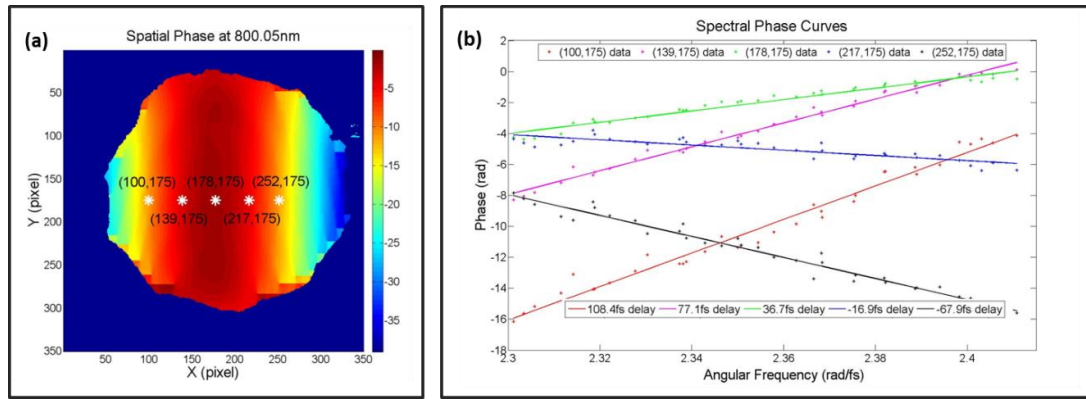 (a)
Spatial Phase at 800.05nm
0
50
100
150
200
250
300
350
Y (pixel)
(100,175) (178,175) (252,175)
(139,175) (217,175)
50 100 150 200 250 300 350
X (pixel)
-5
-10
-15
-20
-25
-30
-35
(b)
Spectral Phase Curves
(100,175) data (139,175) data (178,175) data (217,175) data (252,175) data
2
0
-2
-4
-6
-8
-10
-12
-14
-16
-18
Phase (rad)
108.4fs delay 77.1fs delay 36.7fs delay -16.9fs delay -67.9fs delay
2.3 2.32 2.34 2.36 2.38 2.4
Angular Frequency (rad/fs)